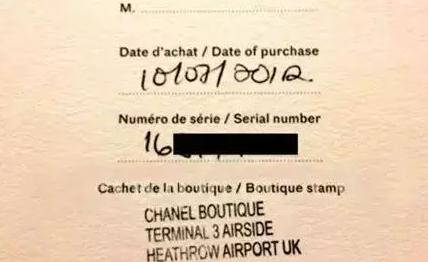 M.
Date d'achat / Date of purchase
10/07/2012.
Numéro de série / Serial number
16
Cachet de la boutique / Boutique stamp
CHANEL BOUTIQUE
TERMINAL 3 AIRSIDE
HEATHROW AIRPORT UK